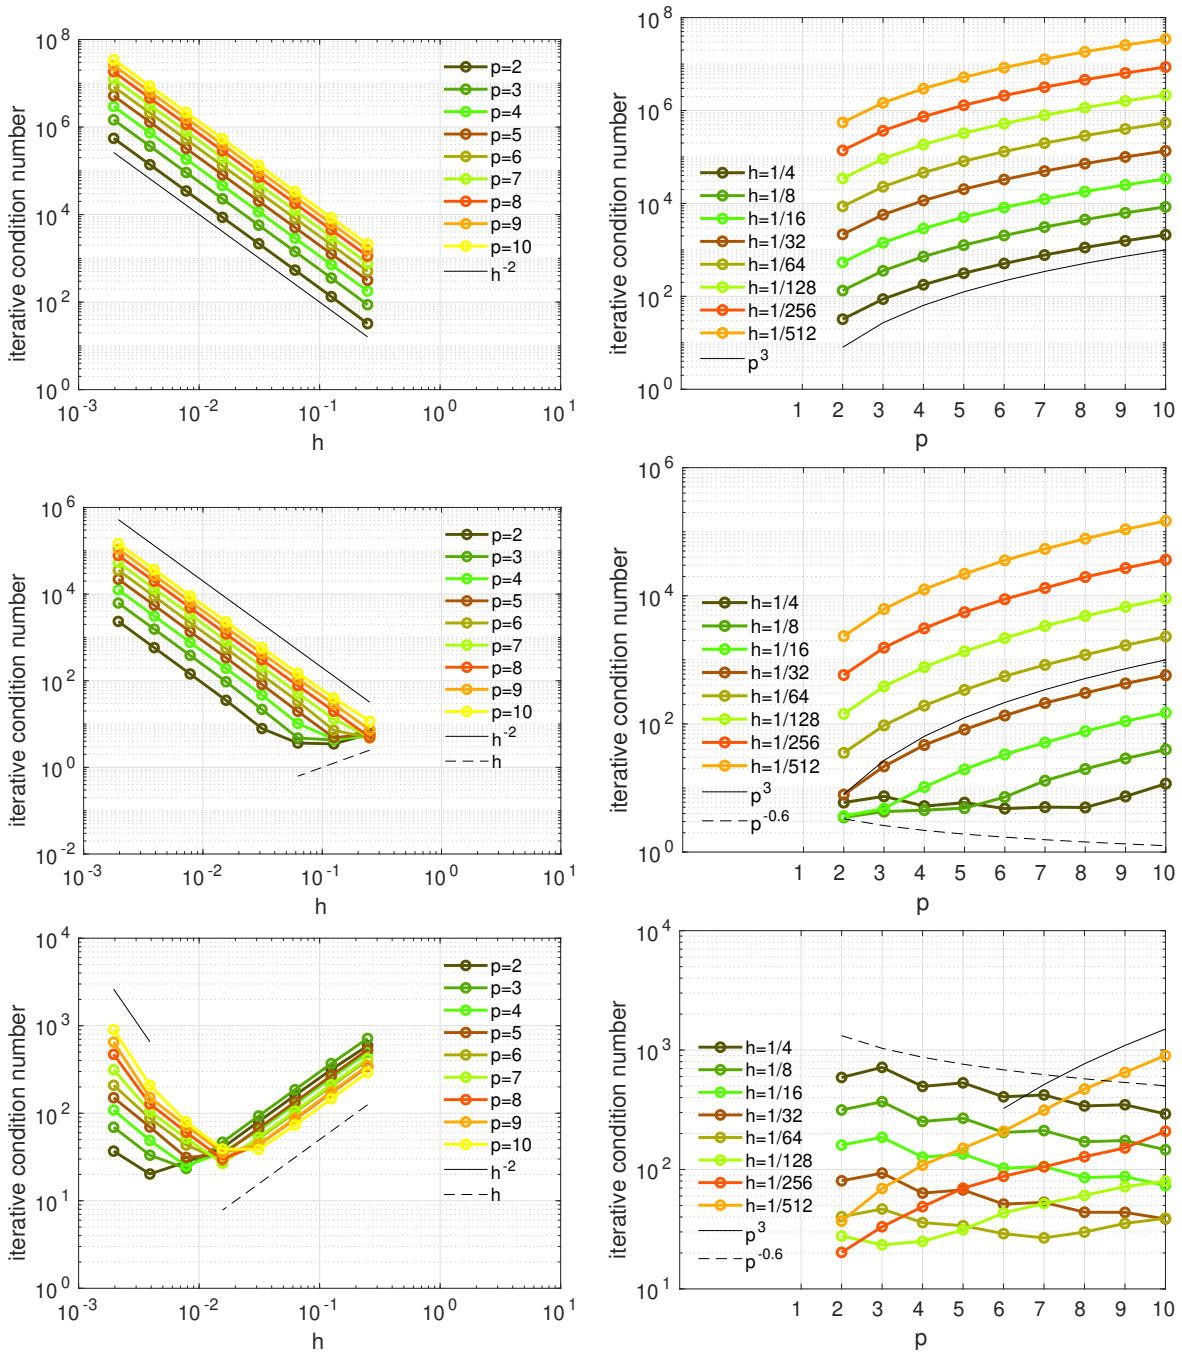 iterative condition number
10^8
10^6
10^4
10^2
10^0
10^-3
10^-2
10^-1
10^0
10^1
h
p=2
p=3
p=4
p=5
p=6
p=7
p=8
p=9
p=10
h^-2
iterative condition number
10^8
10^6
10^4
10^2
10^0
1
2
3
4
5
6
7
8
9
10
p
h=1/4
h=1/8
h=1/16
h=1/32
h=1/64
h=1/128
h=1/256
h=1/512
p^3
iterative condition number
10^6
10^4
10^2
10^0
10^-2
10^-3
10^-2
10^-1
10^0
10^1
h
p=2
p=3
p=4
p=5
p=6
p=7
p=8
p=9
p=10
h^-2
h
iterative condition number
10^6
10^4
10^2
10^0
1
2
3
4
5
6
7
8
9
10
p
h=1/4
h=1/8
h=1/16
h=1/32
h=1/64
h=1/128
h=1/256
h=1/512
p^3
p^-0.6
iterative condition number
10^4
10^3
10^2
10^1
10^0
10^-3
10^-2
10^-1
10^0
10^1
h
p=2
p=3
p=4
p=5
p=6
p=7
p=8
p=9
p=10
h^-2
h
iterative condition number
10^4
10^3
10^2
10^1
1
2
3
4
5
6
7
8
9
10
p
h=1/4
h=1/8
h=1/16
h=1/32
h=1/64
h=1/128
h=1/256
h=1/512
p^3
p^-0.6